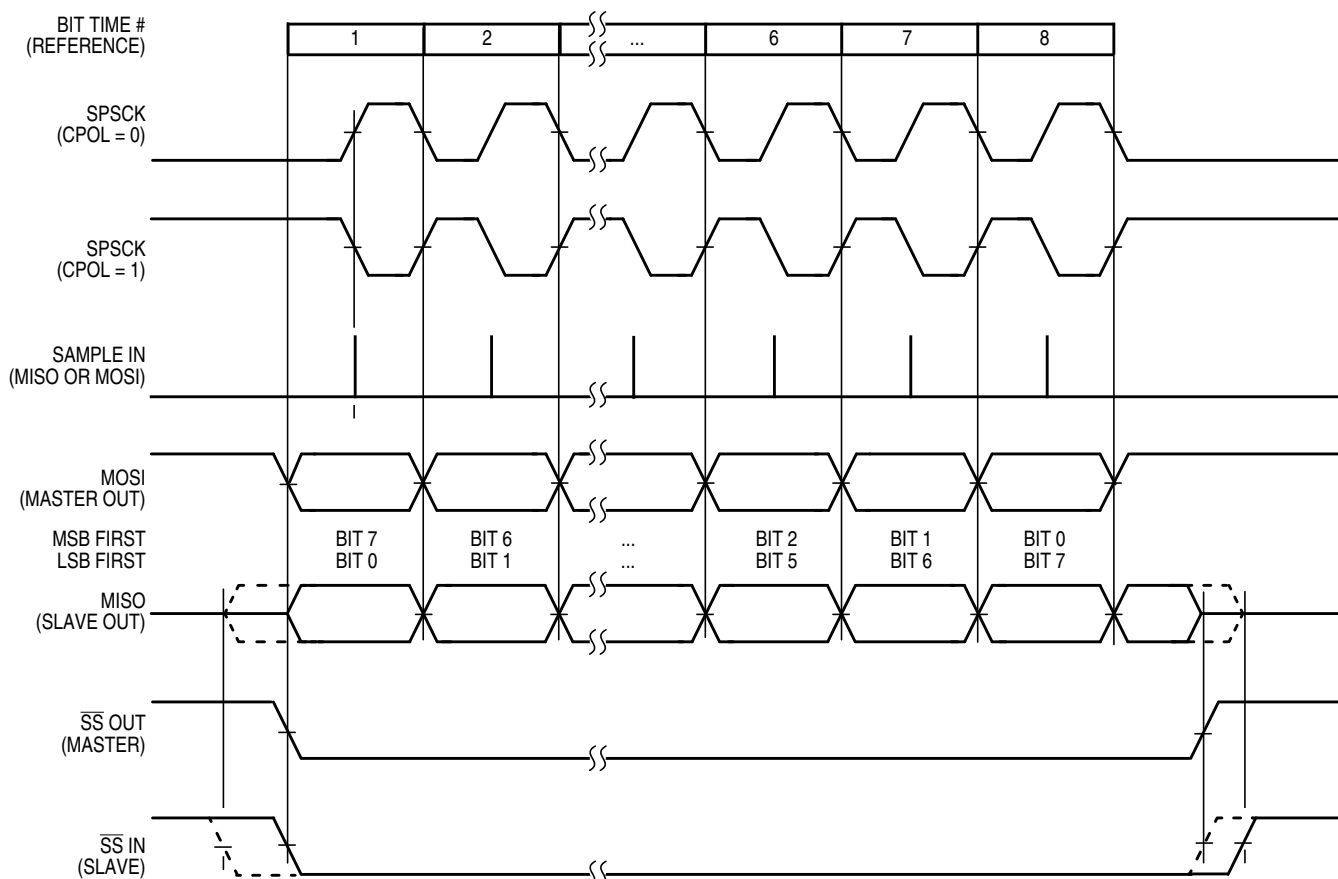 BIT TIME #
(REFERENCE)
1 2 ... 6 7 8
SPSCK
(CPOL = 0)
SPSCK
(CPOL = 1)
SAMPLE IN
(MISO OR MOSI)
MOSI
(MASTER OUT)
MSB FIRST BIT 7 BIT 6 ... BIT 2 BIT 1 BIT 0
LSB FIRST BIT 0 BIT 1 ... BIT 5 BIT 6 BIT 7
MISO
(SLAVE OUT)
S̅S̅ OUT
(MASTER)
S̅S̅ IN
(SLAVE)